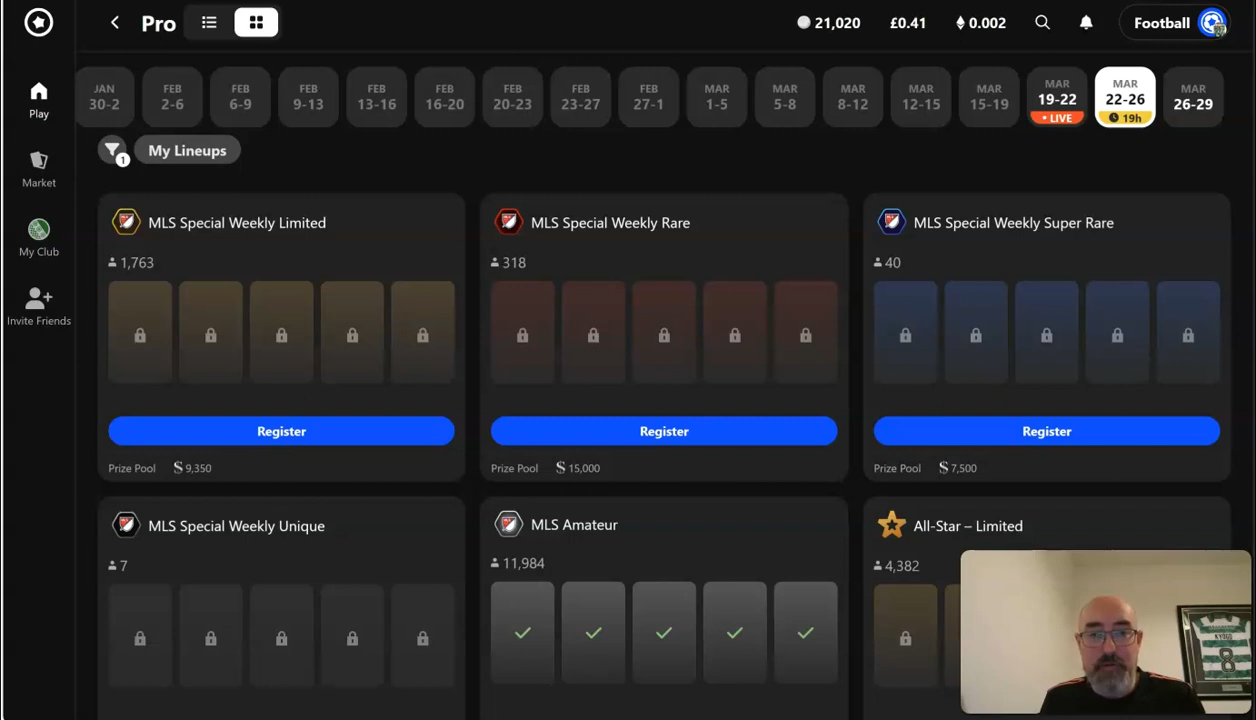 Pro
21,020
£0.41
0.002
Football
JAN
30-2
FEB
2-6
FEB
6-9
FEB
9-13
FEB
13-16
FEB
16-20
FEB
20-23
FEB
23-27
FEB
27-1
MAR
1-5
MAR
5-8
MAR
8-12
MAR
12-15
MAR
15-19
MAR
19-22
• LIVE
MAR
22-26
19h
MAR
26-29
Play
Market
My Club
Invite Friends
1
My Lineups
MLS Special Weekly Limited
1,763
Register
Prize Pool $ 9,350
MLS Special Weekly Rare
318
Register
Prize Pool $ 15,000
MLS Special Weekly Super Rare
40
Register
Prize Pool $ 7,500
MLS Special Weekly Unique
7
MLS Amateur
11,984
All-Star – Limited
4,382
KYOGO
8